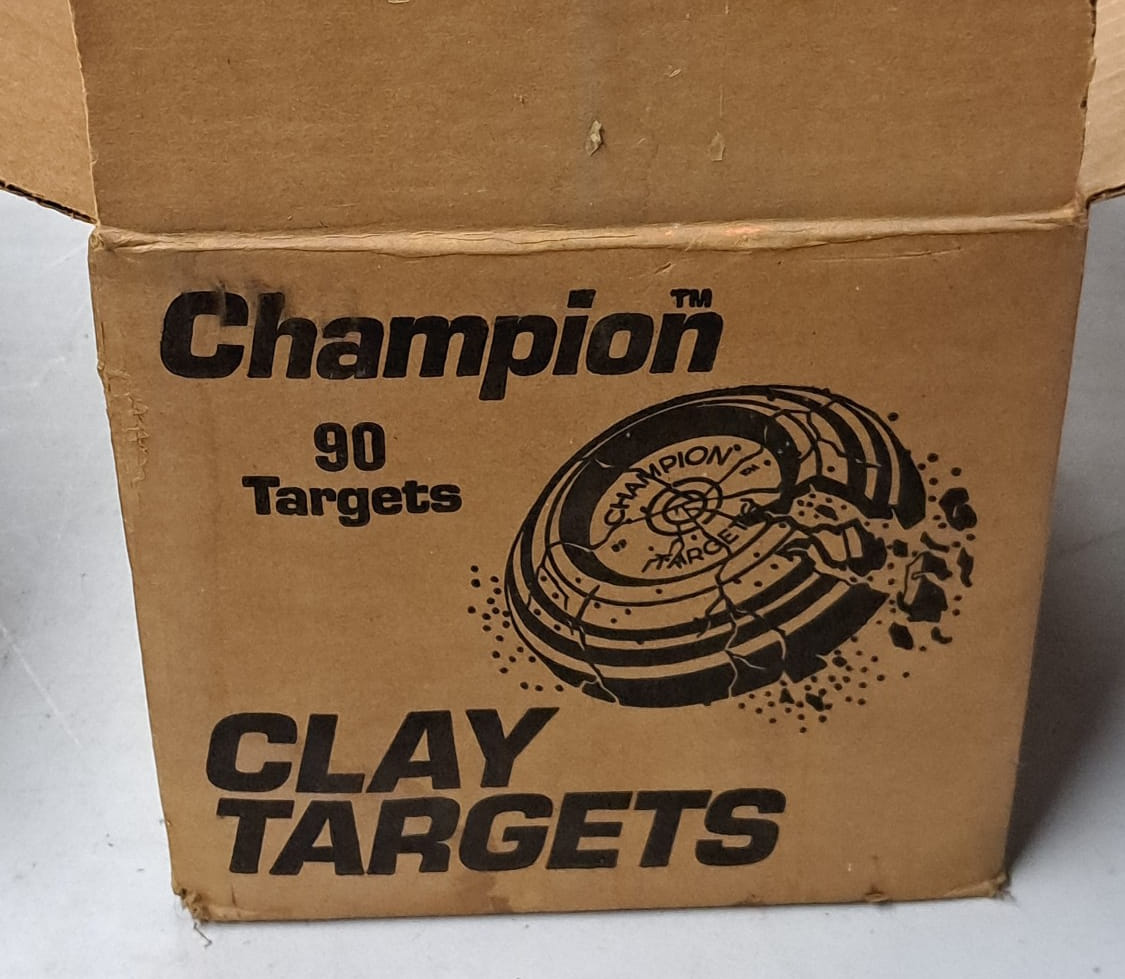 Champion™
90
Targets
CHAMPION
TARGETS
CLAY
TARGETS